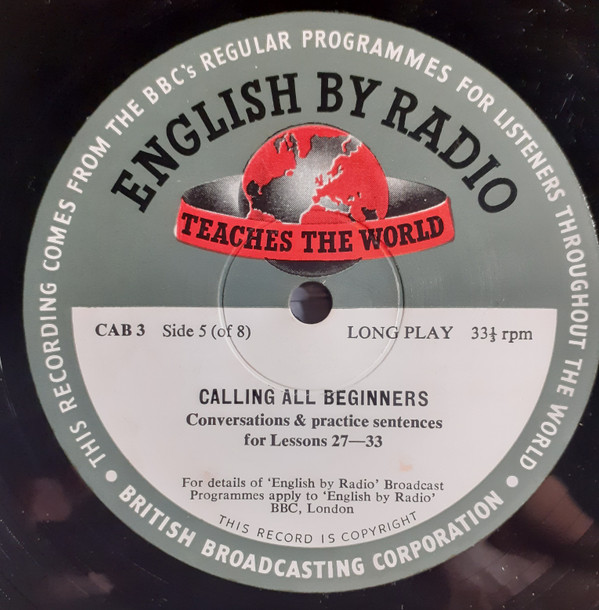 THIS RECORDING COMES FROM THE BBC's REGULAR PROGRAMMES FOR LISTENERS THROUGHOUT THE WORLD
ENGLISH BY RADIO
TEACHES THE WORLD
CAB 3 Side 5 (of 8) LONG PLAY 33⅓ rpm
CALLING ALL BEGINNERS
Conversations & practice sentences
for Lessons 27—33
For details of ‘English by Radio’ Broadcast
Programmes apply to ‘English by Radio’
BBC, London
THIS RECORD IS COPYRIGHT
• BRITISH BROADCASTING CORPORATION •